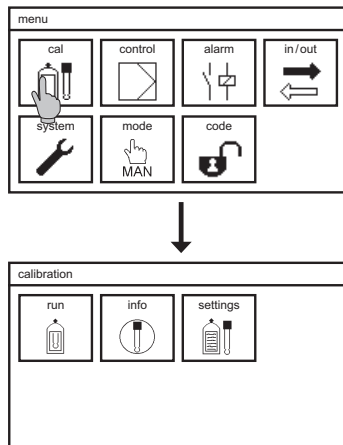 menu
cal control alarm in/out
system mode code
MAN
calibration
run info settings